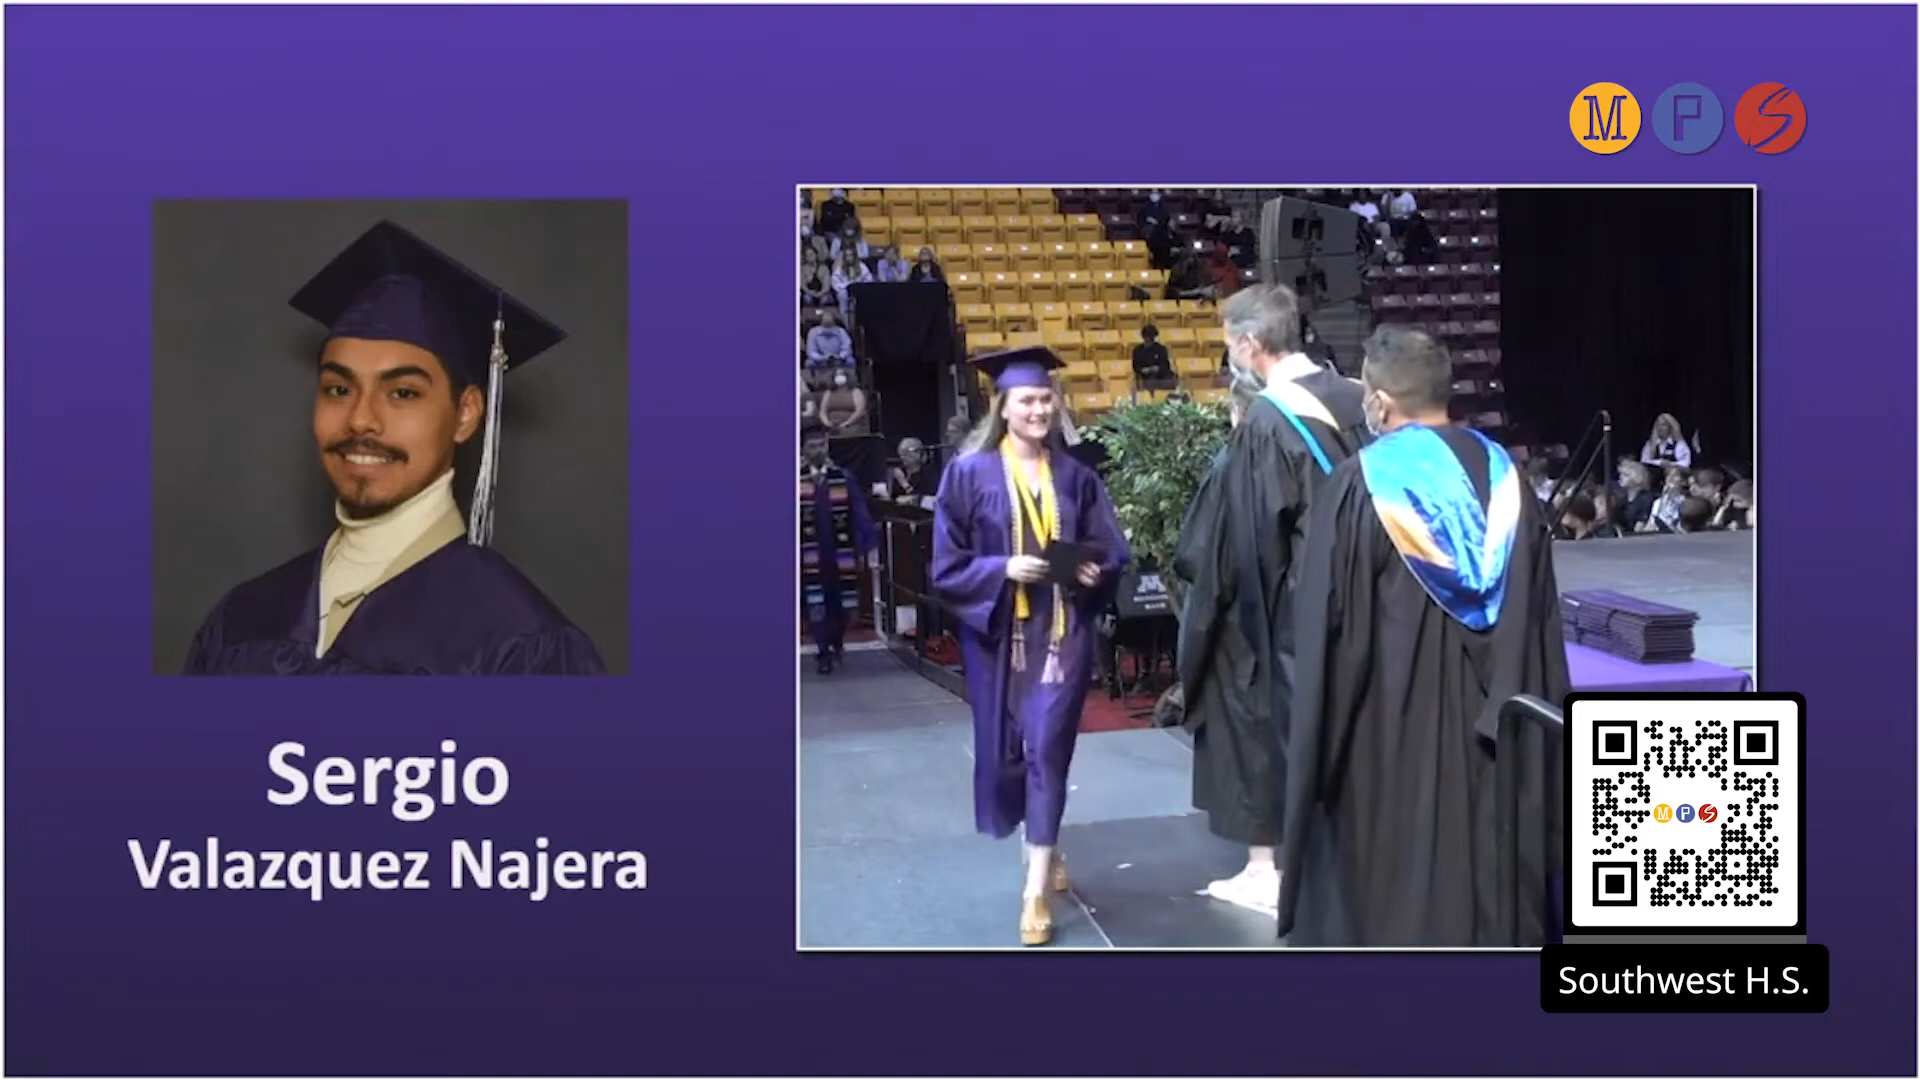 M P S
Sergio
Valazquez Najera
M P S
Southwest H.S.